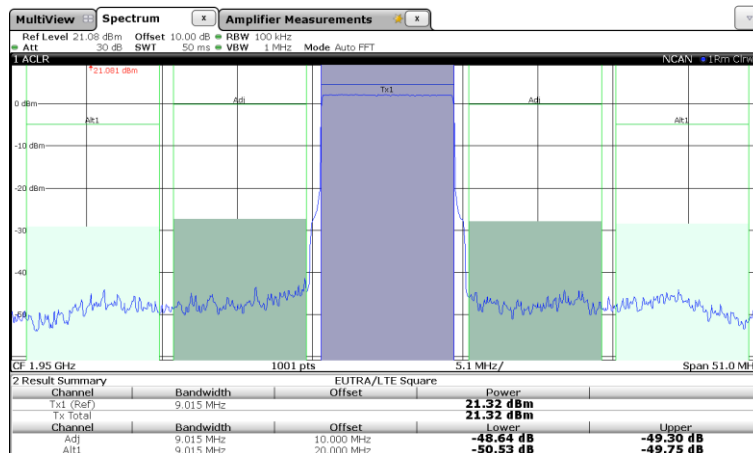 MultiView Spectrum x Amplifier Measurements x
Ref Level 21.08 dBm Offset 10.00 dB RBW 100 kHz
Att 30 dB SWT 50 ms VBW 1 MHz Mode Auto FFT
1 ACLR NCAN 1Rm Clrw
*21.081 dBm
Tx1
0 dBm Adj Adj
Alt1 Alt1
-10 dBm
-20 dBm
-30
-40
CF 1.95 GHz 1001 pts 5.1 MHz/ Span 51.0 M
2 Result Summary EUTRA/LTE Square
Channel Bandwidth Offset Power
Tx1 (Ref) 9.015 MHz 21.32 dBm
Tx Total 21.32 dBm
Channel Bandwidth Offset Lower Upper
Adj 9.015 MHz 10.000 MHz -48.64 dB -49.30 dB
Alt1 9.015 MHz 20.000 MHz -50.53 dB -49.75 dB